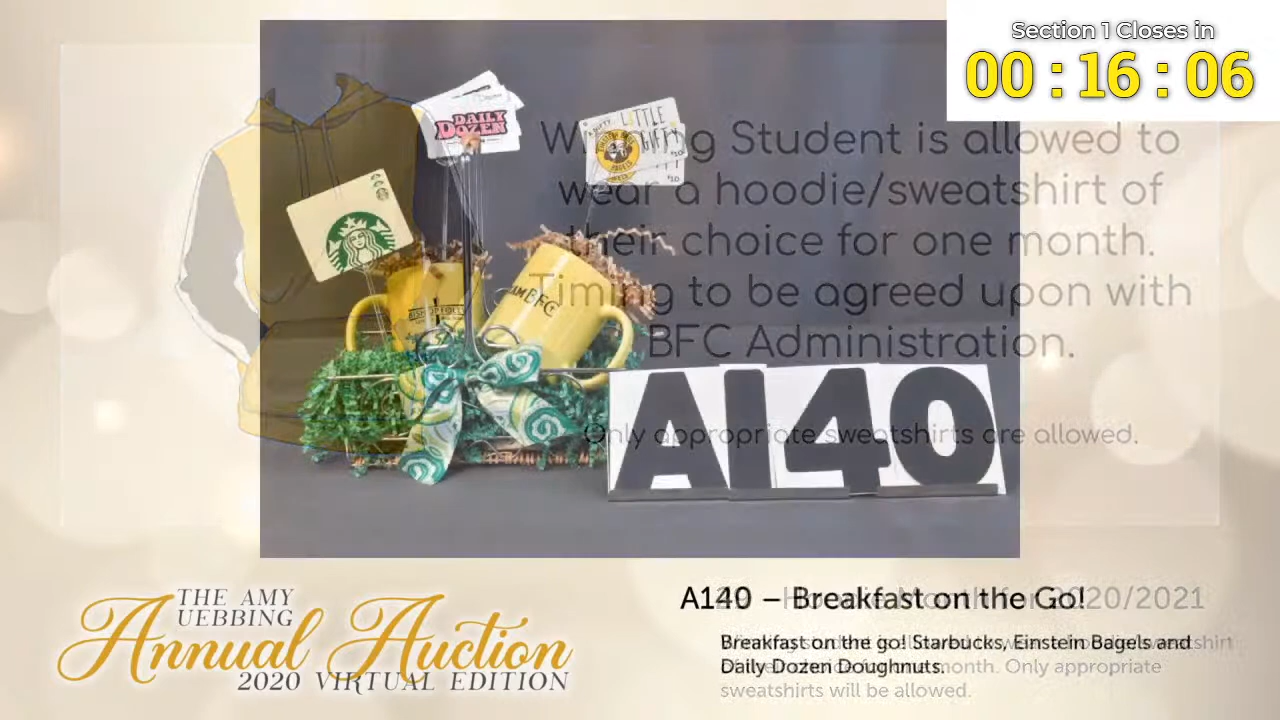 Section 1 Closes in
00 : 16 : 06
DAILY
DOZEN
LITTLE
Winning Student is allowed to
wear a hoodie/sweatshirt of
their choice for one month.
Timing to be agreed upon with
BFC Administration.
Only appropriate sweatshirts are allowed.
A140
THE AMY
UEBBING
Annual Auction
2020 VIRTUAL EDITION
A140 – Breakfast on the Go!
2020/2021
Breakfast on the go! Starbucks, Einstein Bagels and
Daily Dozen Doughnuts.
month. Only appropriate
sweatshirts will be allowed.